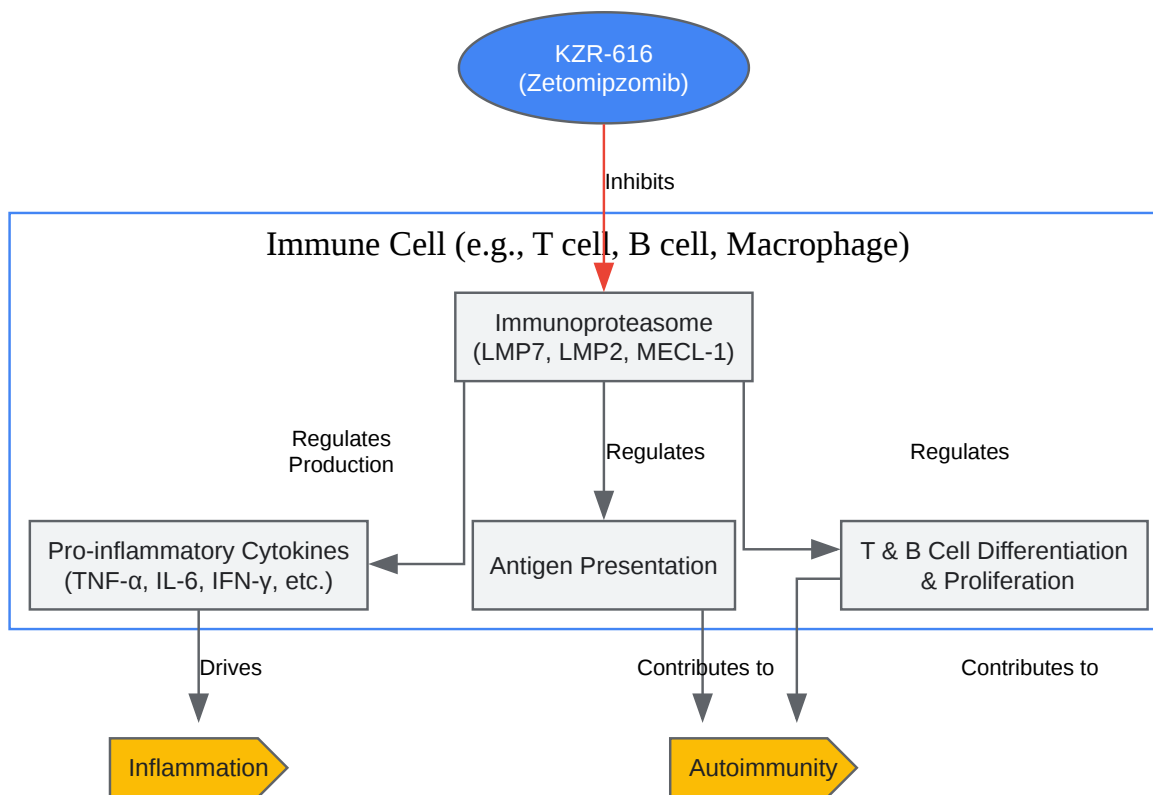 KZR-616
(Zetomipzomib)
Inhibits
Immune Cell (e.g., T cell, B cell, Macrophage)
Immunoproteasome
(LMP7, LMP2, MECL-1)
Regulates
Production
Regulates
Regulates
Pro-inflammatory Cytokines
(TNF-α, IL-6, IFN-γ, etc.)
Antigen Presentation
T & B Cell Differentiation
& Proliferation
Drives
Contributes to
Contributes to
Inflammation
Autoimmunity